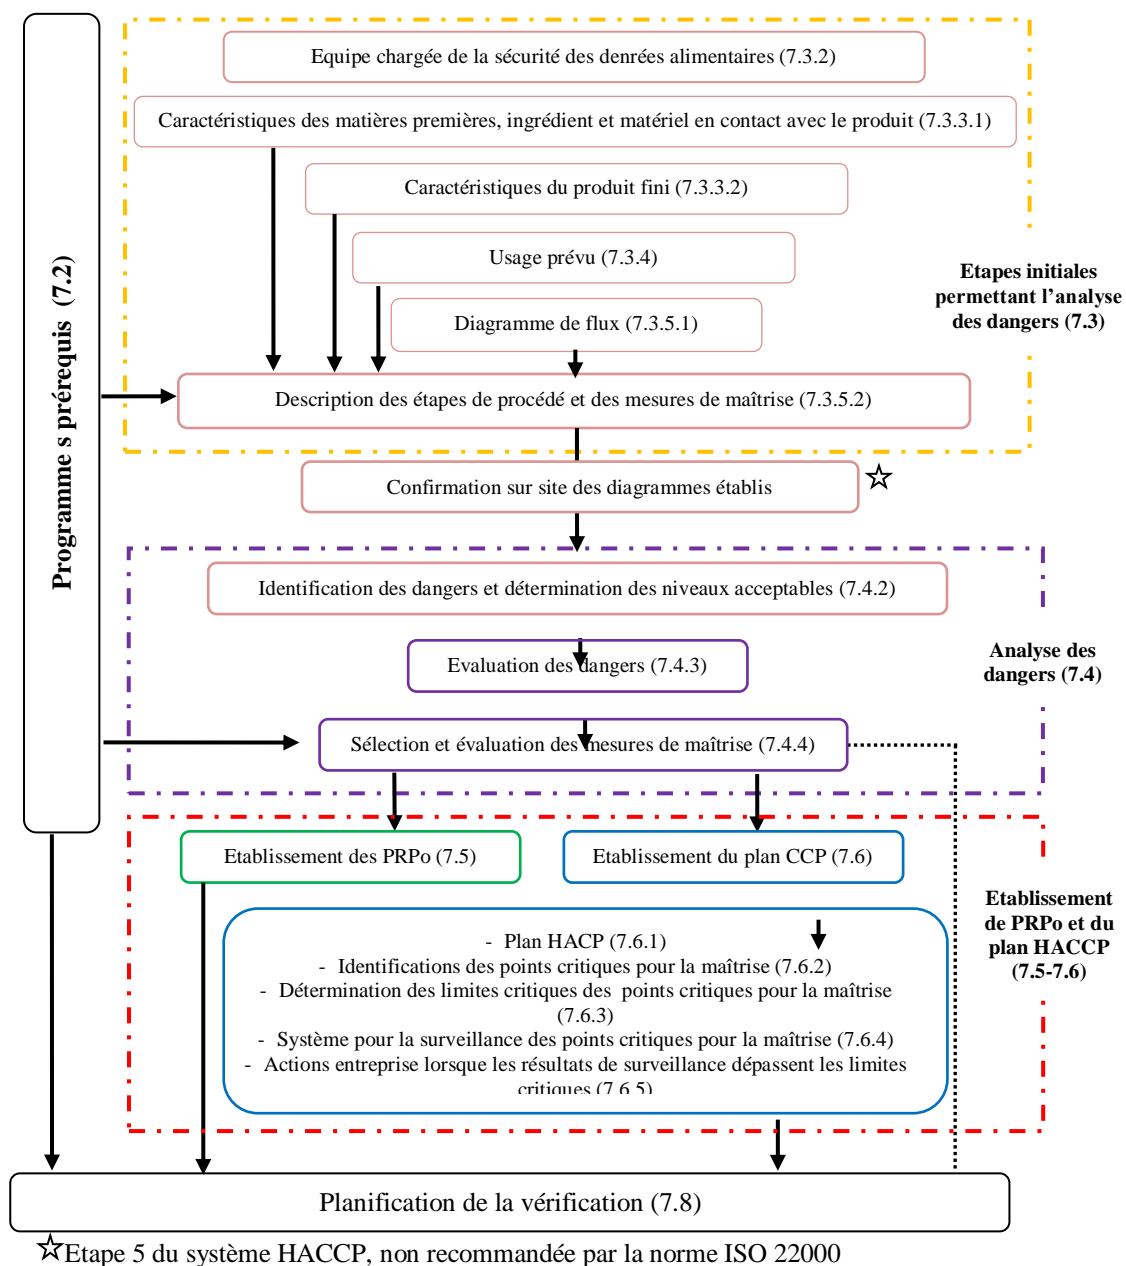 Programme s prérequis (7.2)
Equipe chargée de la sécurité des denrées alimentaires (7.3.2)
Caractéristiques des matières premières, ingrédient et matériel en contact avec le produit (7.3.3.1)
Caractéristiques du produit fini (7.3.3.2)
Usage prévu (7.3.4)
Diagramme de flux (7.3.5.1)
Etapes initiales
permettant l'analyse
des dangers (7.3)
Description des étapes de procédé et des mesures de maîtrise (7.3.5.2)
Confirmation sur site des diagrammes établis
Identification des dangers et détermination des niveaux acceptables (7.4.2)
Evaluation des dangers (7.4.3)
Analyse des
dangers (7.4)
Sélection et évaluation des mesures de maîtrise (7.4.4)
Etablissement des PRPo (7.5)
Etablissement du plan CCP (7.6)
Etablissement
de PRPo et du
plan HACCP
(7.5-7.6)
- Plan HACP (7.6.1)
- Identifications des points critiques pour la maîtrise (7.6.2)
- Détermination des limites critiques des points critiques pour la maîtrise
(7.6.3)
- Système pour la surveillance des points critiques pour la maîtrise (7.6.4)
- Actions entreprise lorsque les résultats de surveillance dépassent les limites
critiques (7.6.5)
Planification de la vérification (7.8)
☆Etape 5 du système HACCP, non recommandée par la norme ISO 22000